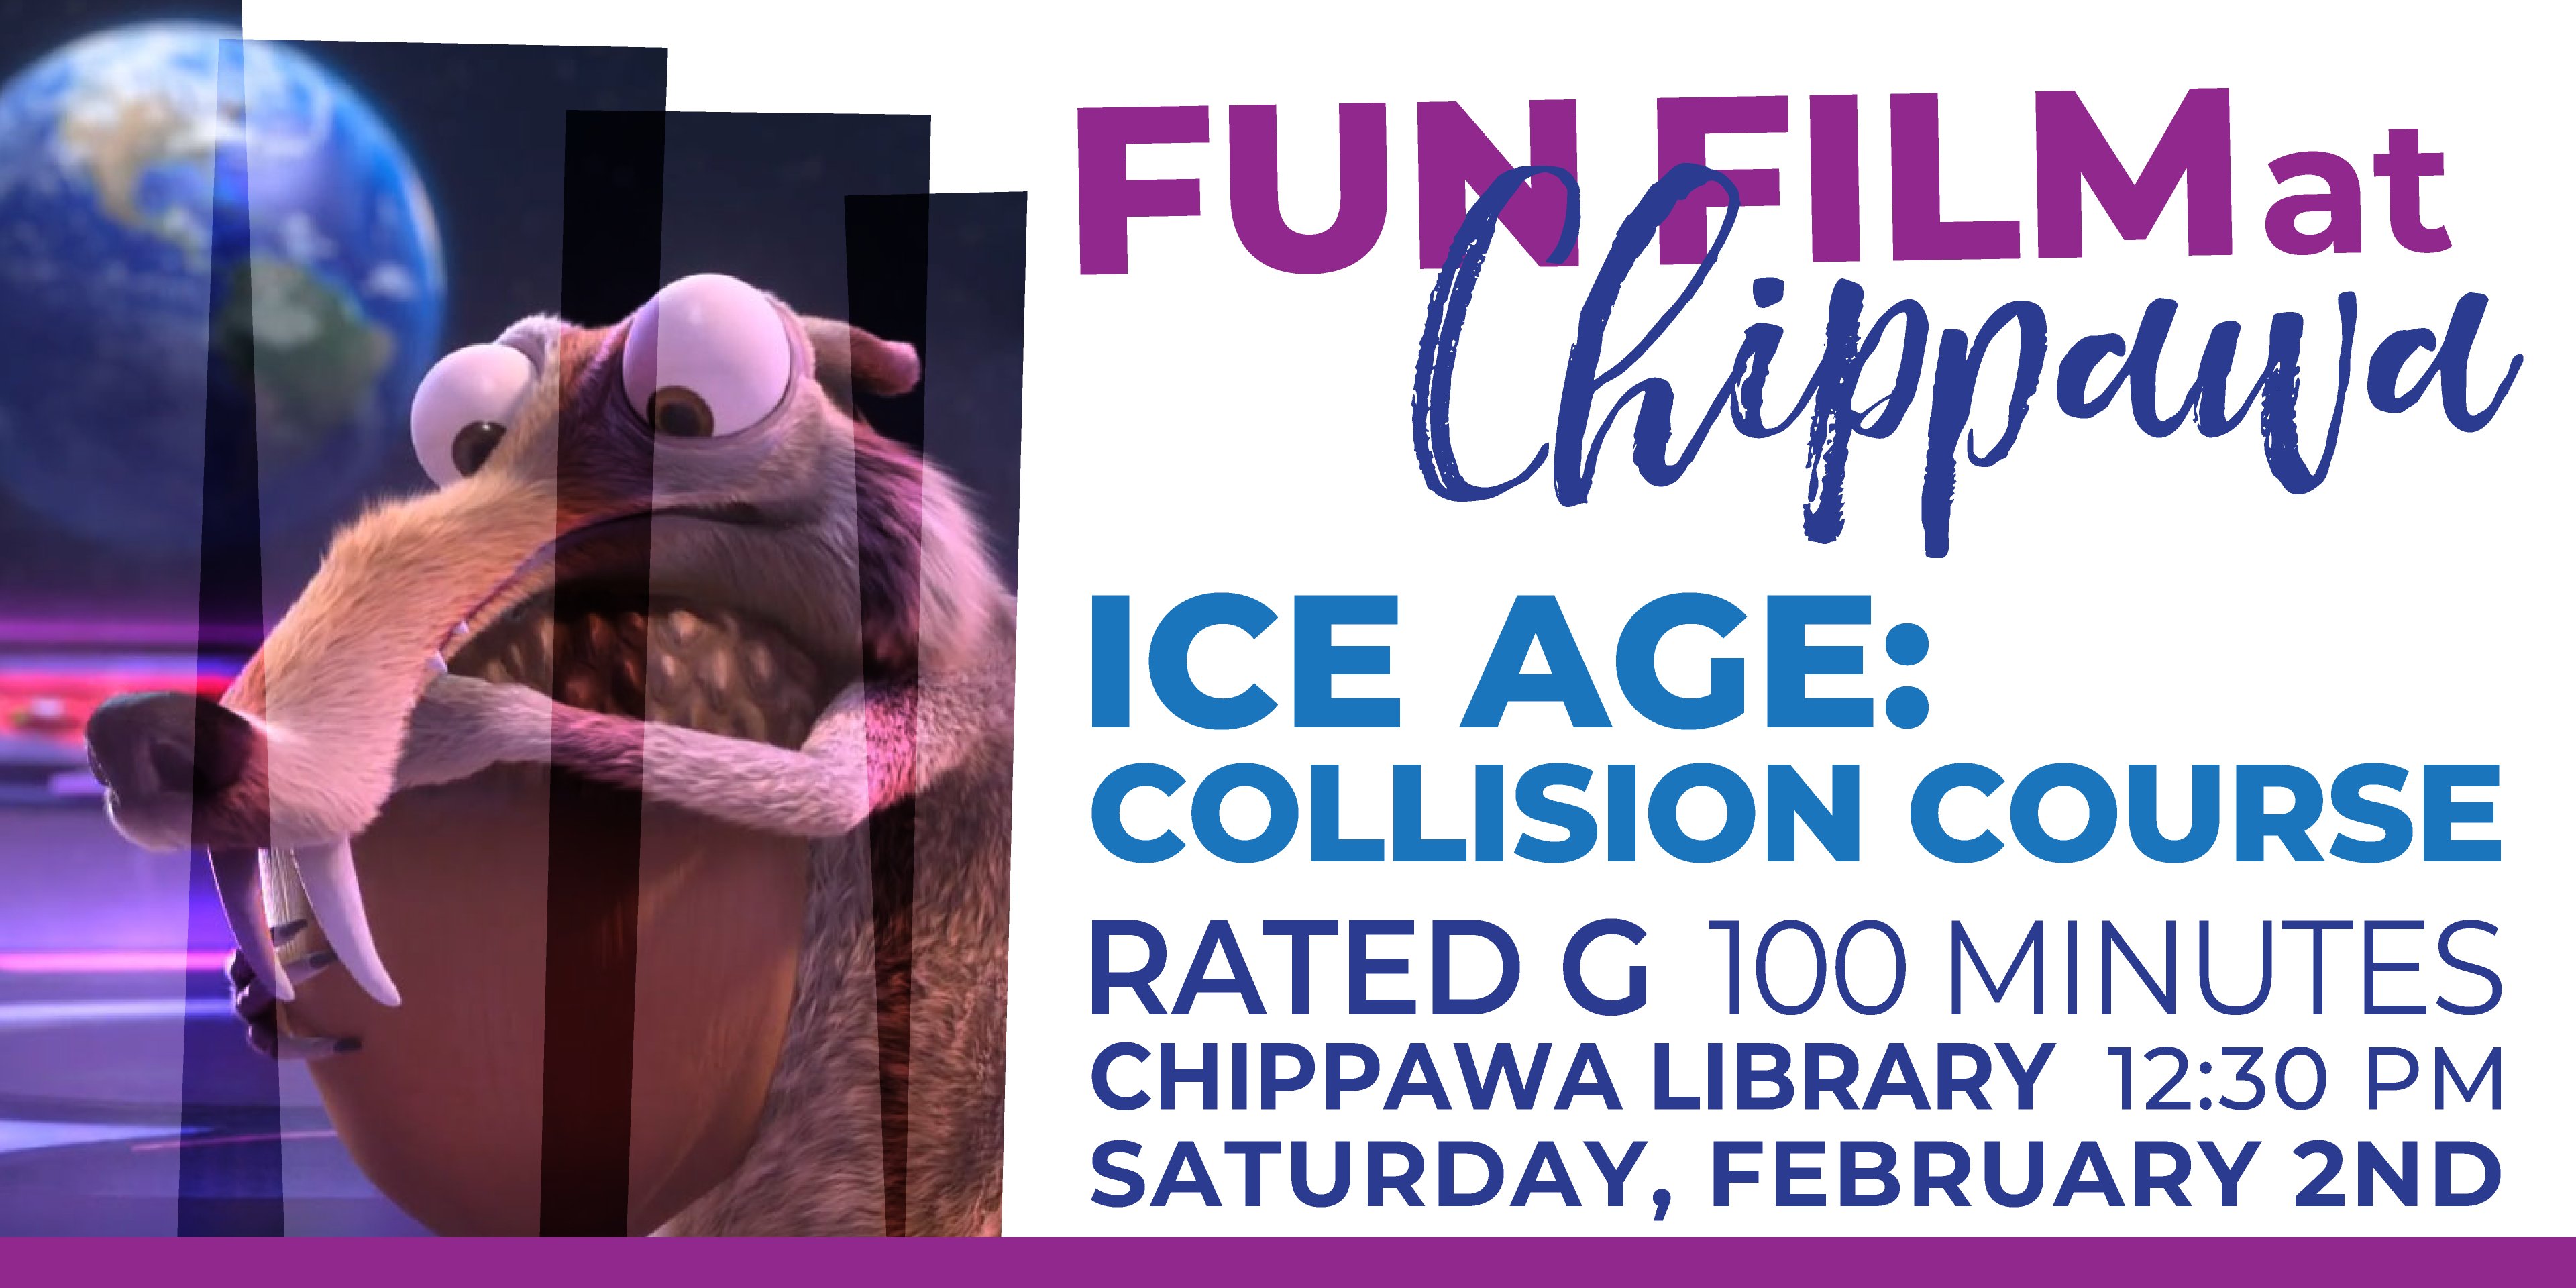 FUN FILM at
Chippawa
ICE AGE:
COLLISION COURSE
RATED G 100 MINUTES
CHIPPAWA LIBRARY 12:30 PM
SATURDAY, FEBRUARY 2ND